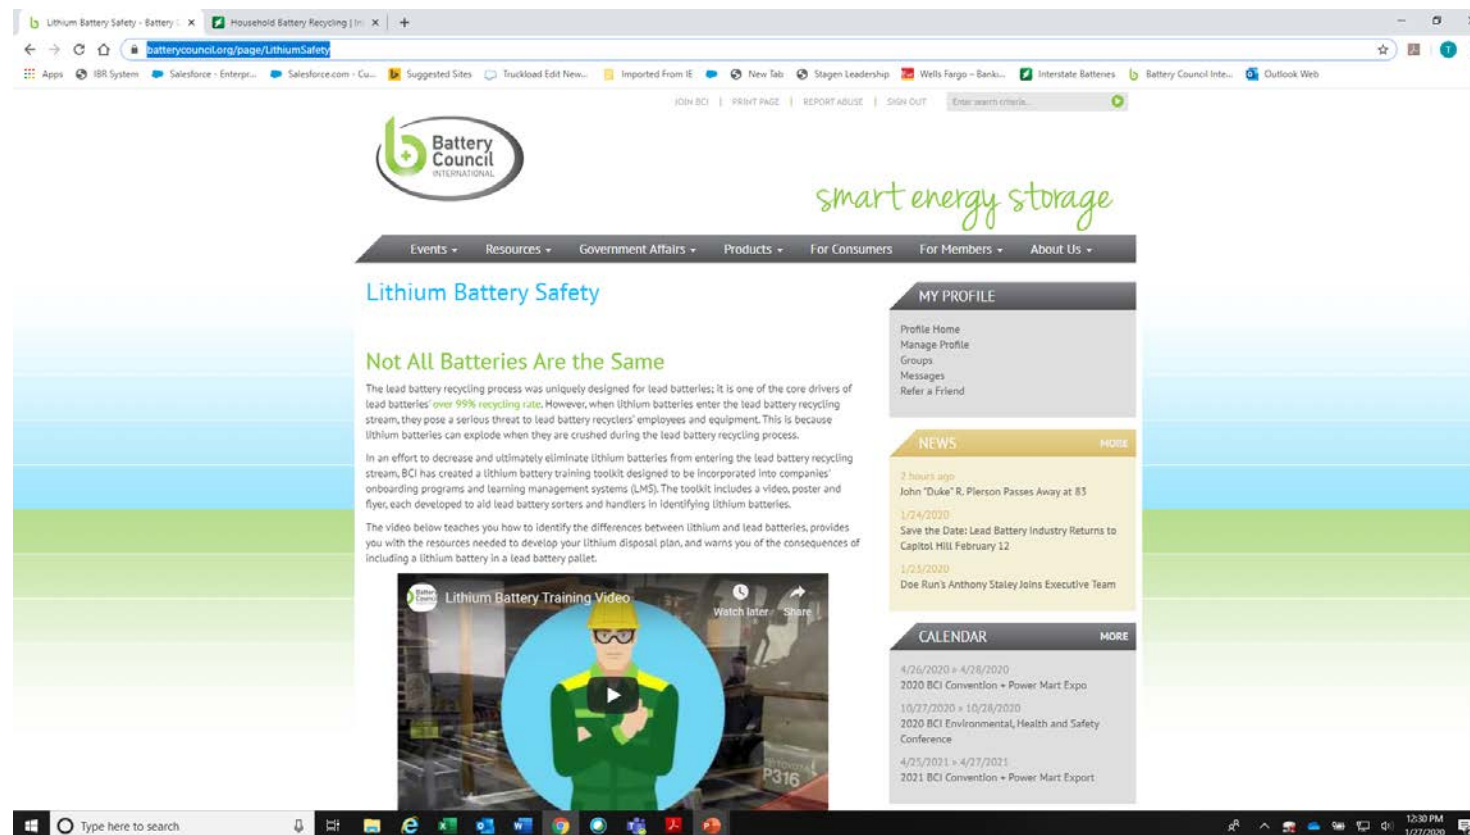 Lithium Battery Safety - Battery C
Household Battery Recycling | In
batterycouncil.org/page/LithiumSafety
T
Apps IBR System Salesforce - Enterpr... Salesforce.com - Cu... Suggested Sites Truckload Edit New... Imported From IE New Tab Stagen Leadership Wells Fargo – Banki... Interstate Batteries Battery Council Inte... Outlook Web
JOIN BCI | PRINT PAGE | REPORT ABUSE | SIGN OUT Enter search criteria...
Battery
Council
INTERNATIONAL
smart energy storage
Events Resources Government Affairs Products For Consumers For Members About Us
Lithium Battery Safety
Not All Batteries Are the Same
The lead battery recycling process was uniquely designed for lead batteries; it is one of the core drivers of
lead batteries' over 99% recycling rate. However, when lithium batteries enter the lead battery recycling
stream, they pose a serious threat to lead battery recyclers' employees and equipment. This is because
lithium batteries can explode when they are crushed during the lead battery recycling process.
In an effort to decrease and ultimately eliminate lithium batteries from entering the lead battery recycling
stream, BCI has created a lithium battery training toolkit designed to be incorporated into companies'
onboarding programs and learning management systems (LMS). The toolkit includes a video, poster and
flyer, each developed to aid lead battery sorters and handlers in identifying lithium batteries.
The video below teaches you how to identify the differences between lithium and lead batteries, provides
you with the resources needed to develop your lithium disposal plan, and warns you of the consequences of
including a lithium battery in a lead battery pallet.
Battery
Council
Lithium Battery Training Video
Watch later Share
P316
MY PROFILE
Profile Home
Manage Profile
Groups
Messages
Refer a Friend
NEWS MORE
2 hours ago
John "Duke" R. Pierson Passes Away at 83
1/24/2020
Save the Date: Lead Battery Industry Returns to
Capitol Hill February 12
1/23/2020
Doe Run's Anthony Staley Joins Executive Team
CALENDAR MORE
4/26/2020 » 4/28/2020
2020 BCI Convention + Power Mart Expo
10/27/2020 » 10/28/2020
2020 BCI Environmental, Health and Safety
Conference
4/25/2021 » 4/27/2021
2021 BCI Convention + Power Mart Export
Type here to search
12:30 PM
1/27/2020